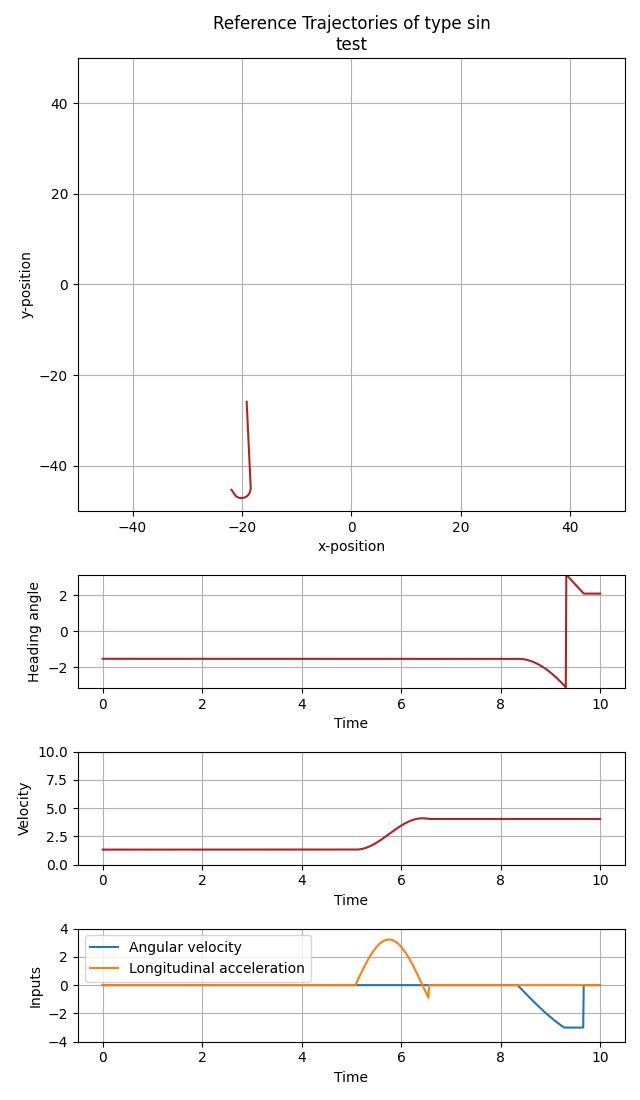 Reference Trajectories of type sin
test
40
20
0
−20
−40
y-position
−40 −20 0 20 40
x-position
2
0
−2
Heading angle
0 2 4 6 8 10
Time
10.0
7.5
5.0
2.5
0.0
Velocity
0 2 4 6 8 10
Time
4
2
0
−2
−4
Inputs
Angular velocity
Longitudinal acceleration
0 2 4 6 8 10
Time